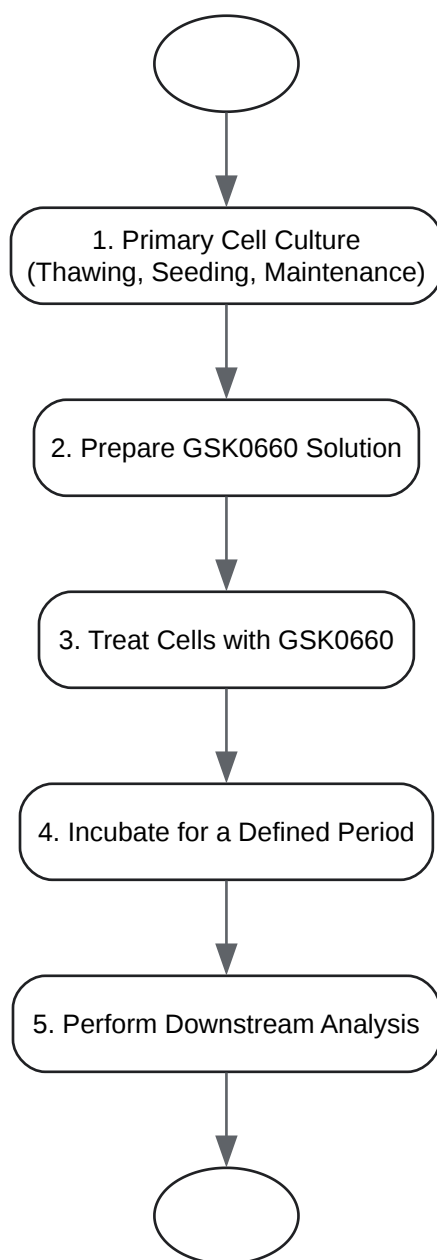 1. Primary Cell Culture
(Thawing, Seeding, Maintenance)
2. Prepare GSK0660 Solution
3. Treat Cells with GSK0660
4. Incubate for a Defined Period
5. Perform Downstream Analysis